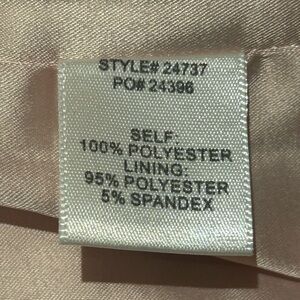 STYLE# 24737
PO# 24396
SELF:
100% POLYESTER
LINING:
95% POLYESTER
5% SPANDEX